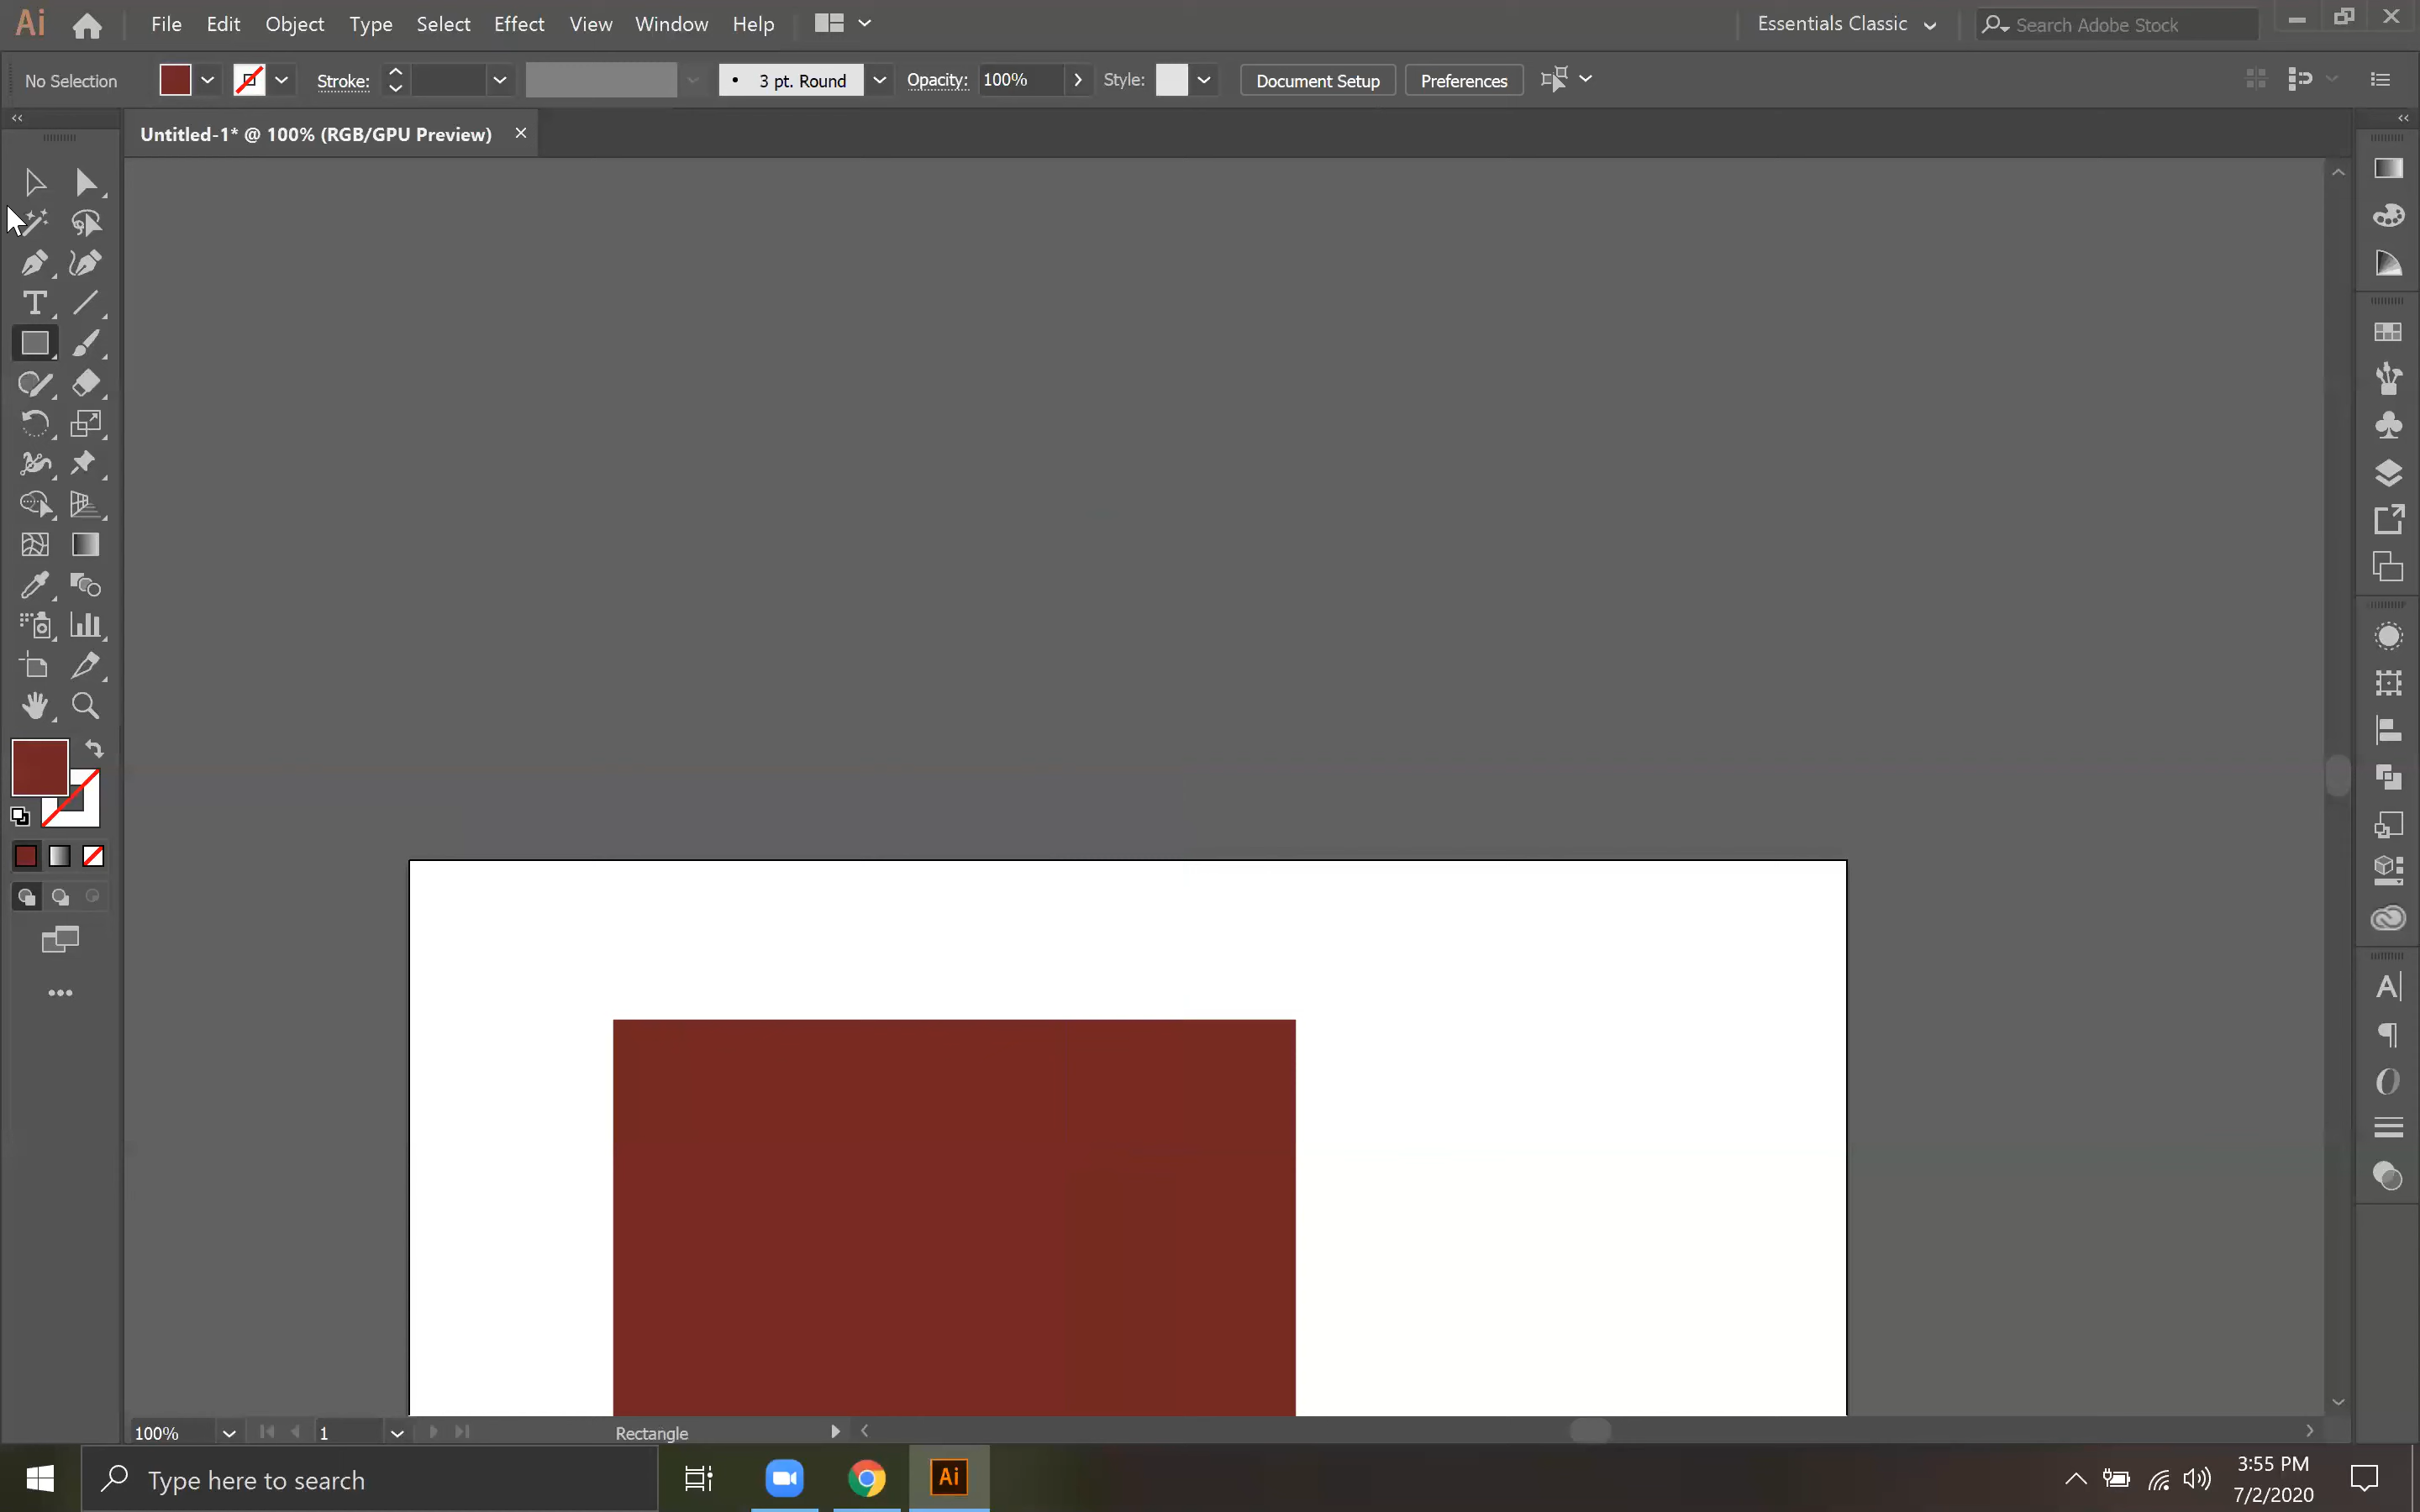 Ai File Edit Object Type Select Effect View Window Help Essentials Classic Search Adobe Stock
No Selection Stroke: 3 pt. Round Opacity: 100% Style: Document Setup Preferences
Untitled-1* @ 100% (RGB/GPU Preview)
100% 1 Rectangle
Type here to search Ai 3:55 PM
7/2/2020